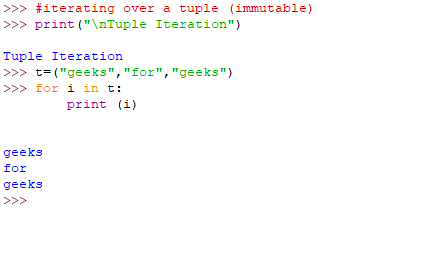 >>> #iterating over a tuple (immutable)
>>> print("\nTuple Iteration")
Tuple Iteration
>>> t=("geeks","for","geeks")
>>> for i in t:
        print (i)
geeks
for
geeks
>>>